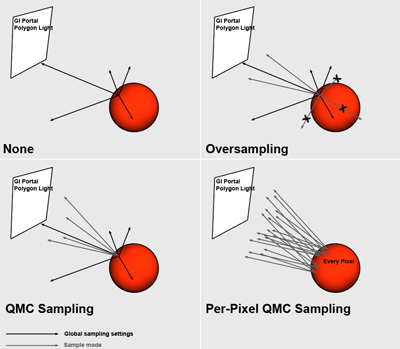 GI Portal
Polygon Light
None
GI Portal
Polygon Light
Oversampling
GI Portal
Polygon Light
QMC Sampling
GI Portal
Polygon Light
Every Pixel
Per-Pixel QMC Sampling
Global sampling settings
Sample mode